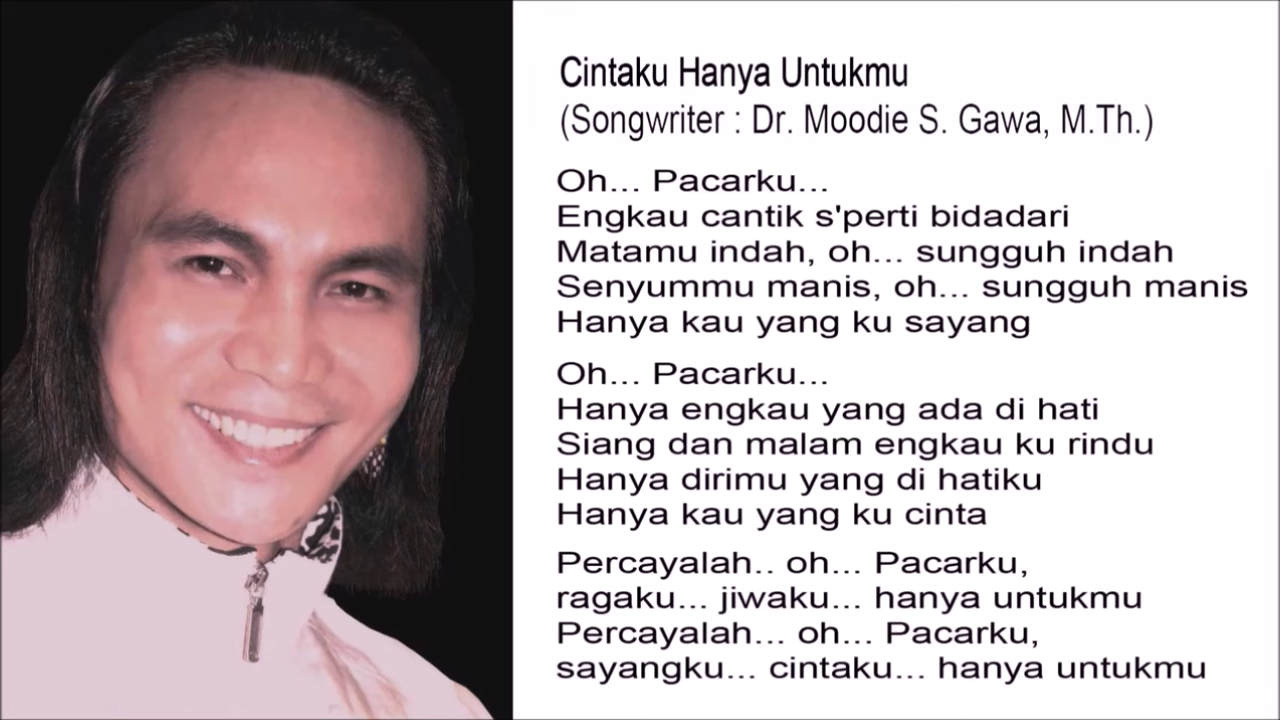 Cintaku Hanya Untukmu
(Songwriter : Dr. Moodie S. Gawa, M.Th.)
Oh... Pacarku...
Engkau cantik s'perti bidadari
Matamu indah, oh... sungguh indah
Senyummu manis, oh... sungguh manis
Hanya kau yang ku sayang
Oh... Pacarku...
Hanya engkau yang ada di hati
Siang dan malam engkau ku rindu
Hanya dirimu yang di hatiku
Hanya kau yang ku cinta
Percayalah.. oh... Pacarku,
ragaku... jiwaku... hanya untukmu
Percayalah... oh... Pacarku,
sayangku... cintaku... hanya untukmu